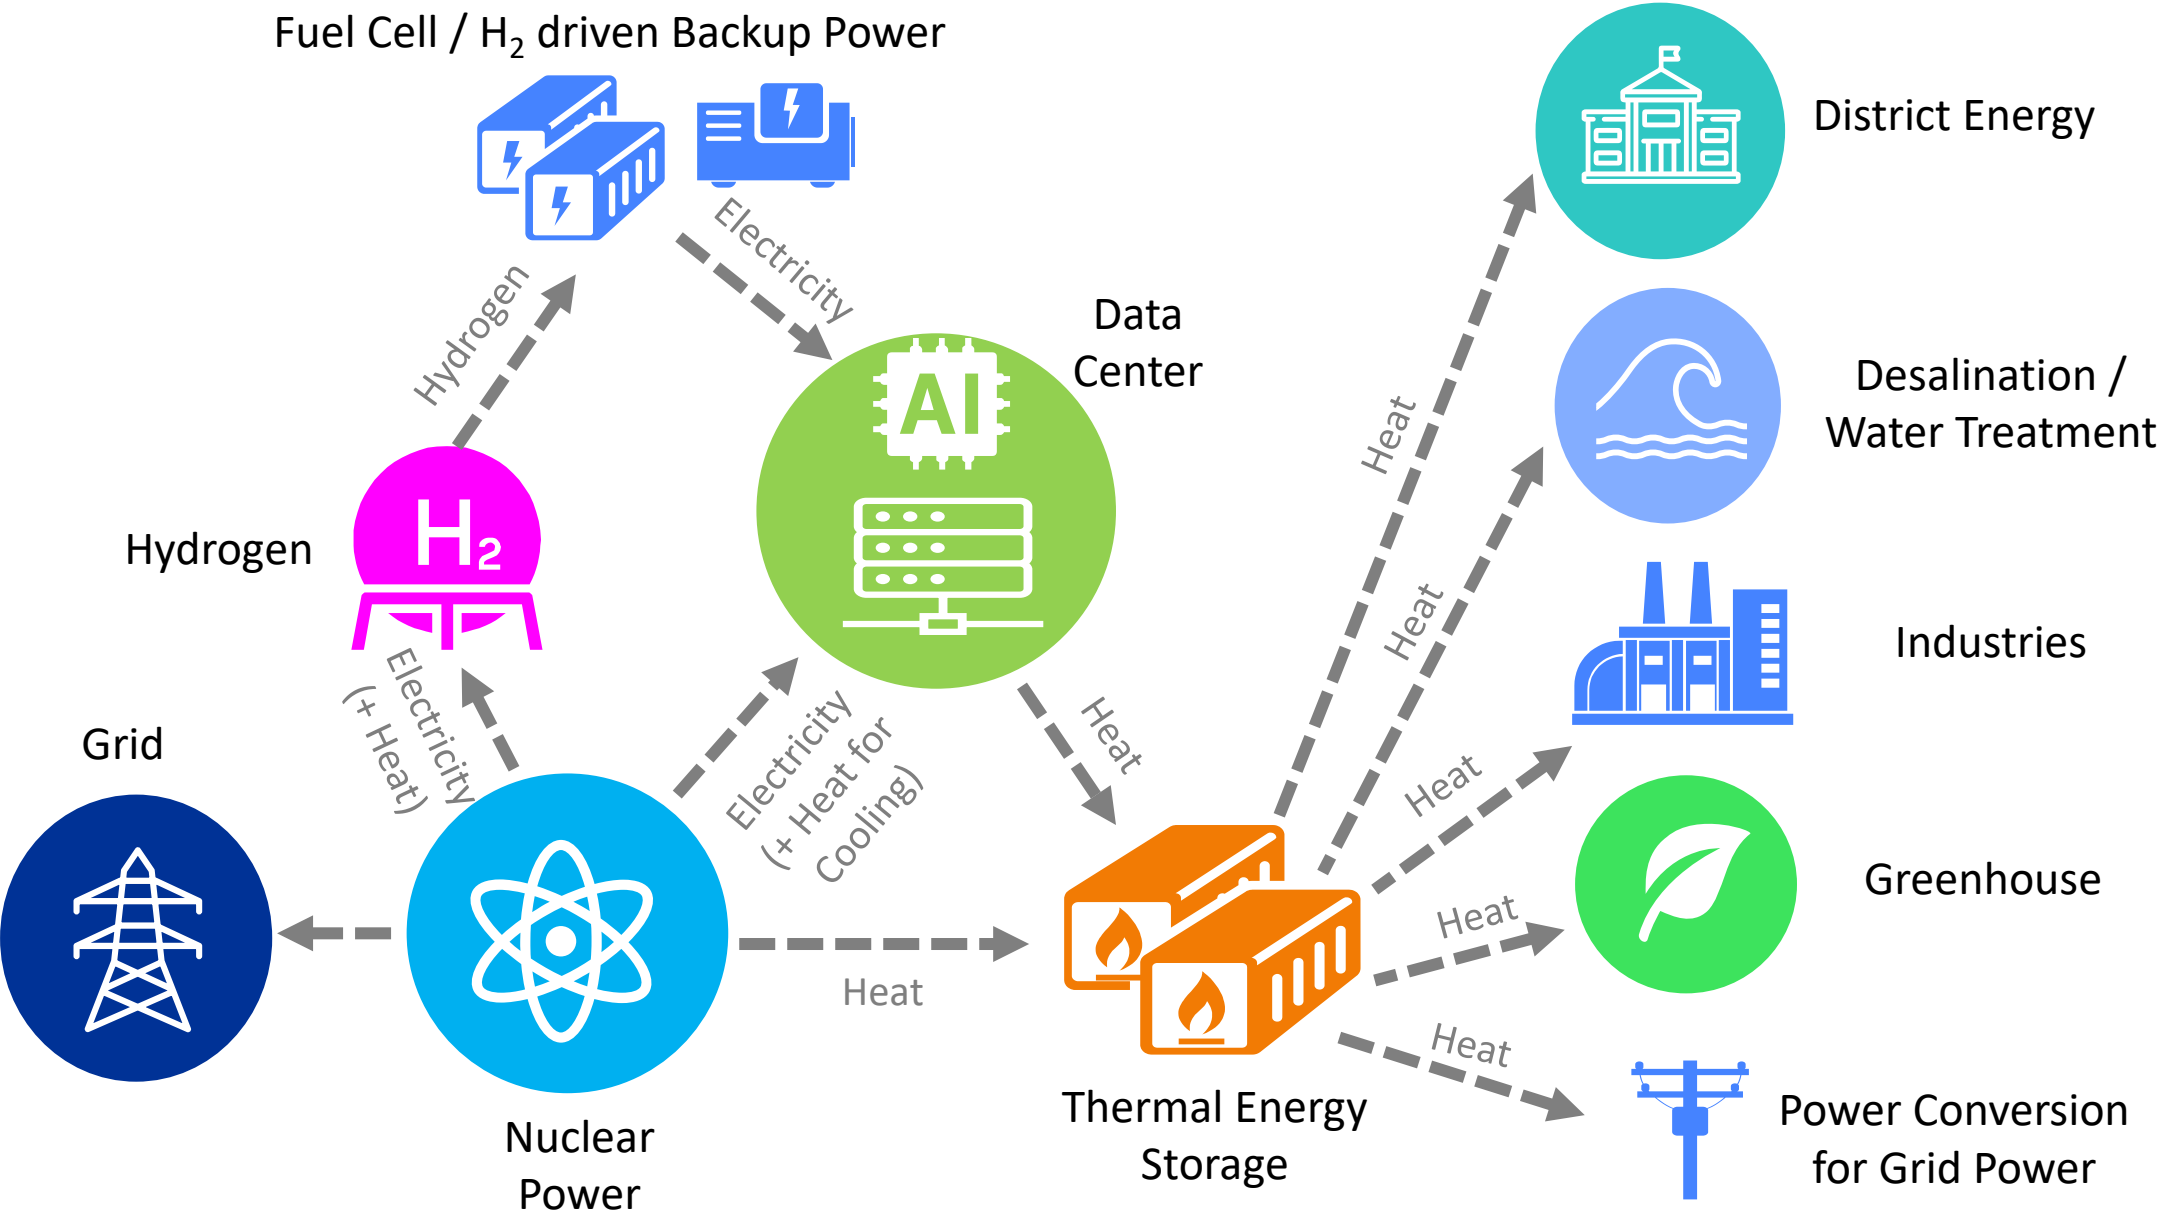 Fuel Cell / H₂ driven Backup Power
District Energy
Electricity
Hydrogen
Data
Center
AI
Heat
Desalination /
Water Treatment
Hydrogen
H₂
Heat
Industries
Electricity
(+ Heat)
Electricity
(+ Heat for
Cooling)
Heat
Grid
Heat
Greenhouse
Heat
Heat
Heat
Nuclear
Power
Thermal Energy
Storage
Power Conversion
for Grid Power